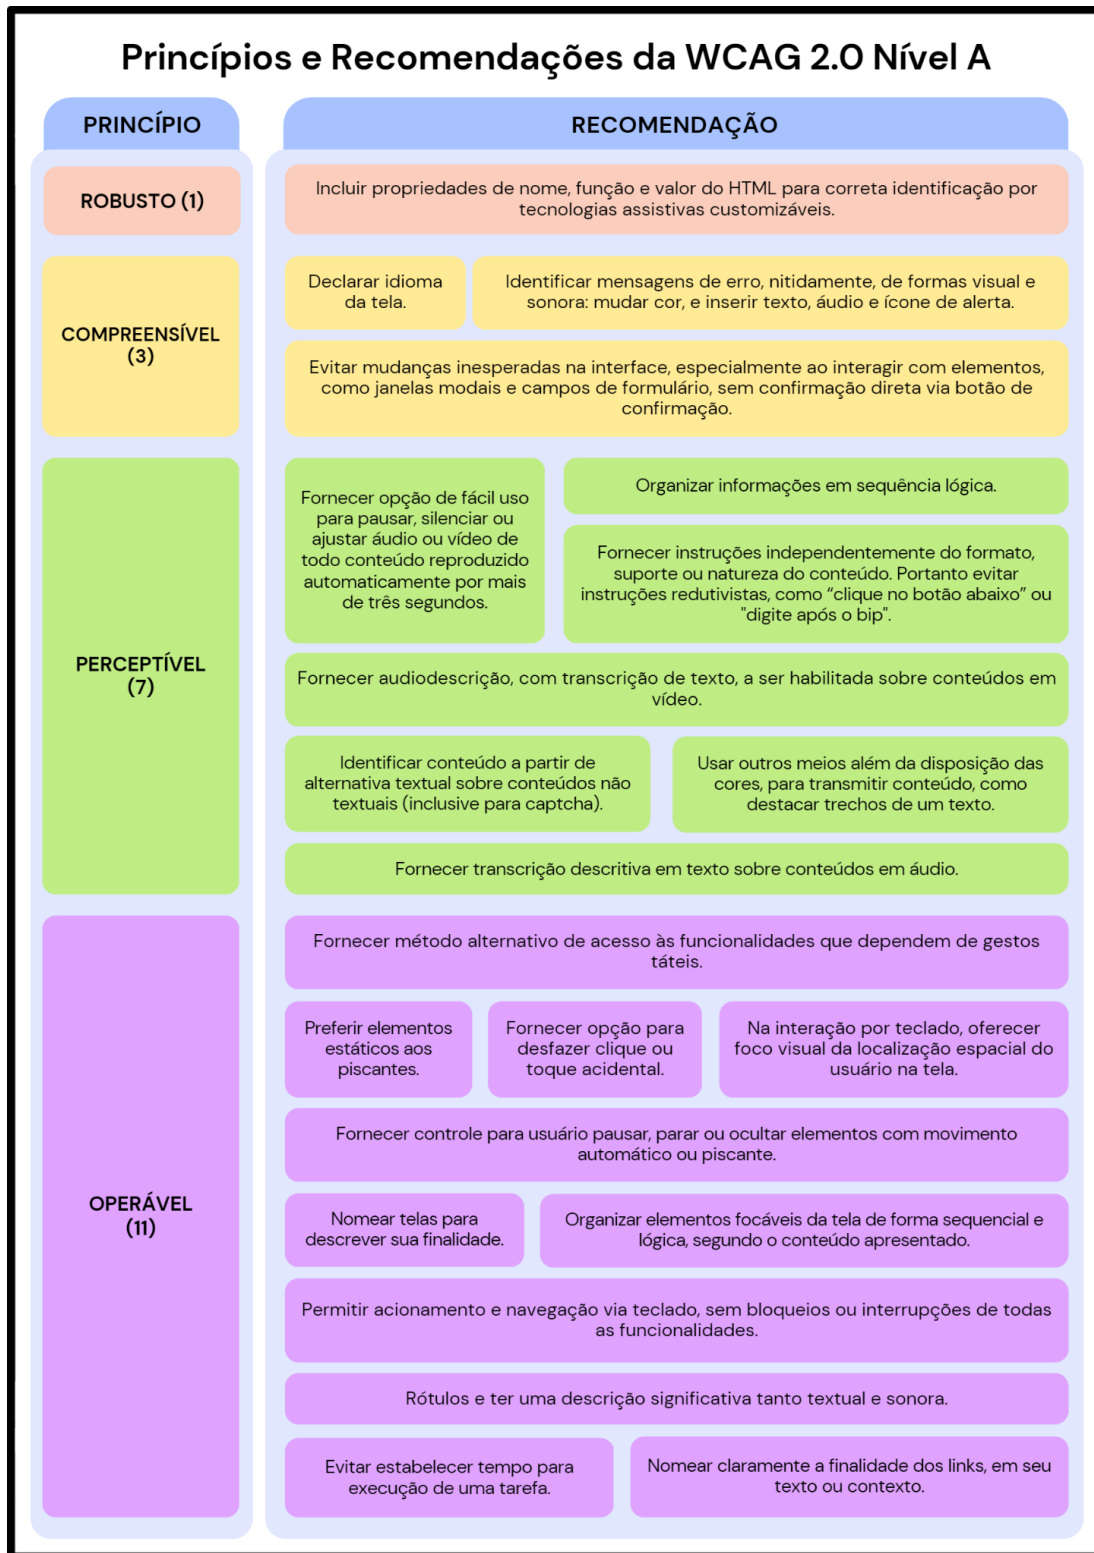 Princípios e Recomendações da WCAG 2.0 Nível A
PRINCÍPIO
RECOMENDAÇÃO
ROBUSTO (1)
Incluir propriedades de nome, função e valor do HTML para correta identificação por
tecnologias assistivas customizáveis.
COMPREENSÍVEL
(3)
Declarar idioma
da tela.
Identificar mensagens de erro, nitidamente, de formas visual e
sonora: mudar cor, e inserir texto, áudio e ícone de alerta.
Evitar mudanças inesperadas na interface, especialmente ao interagir com elementos,
como janelas modais e campos de formulário, sem confirmação direta via botão de
confirmação.
PERCEPTÍVEL
(7)
Fornecer opção de fácil uso
para pausar, silenciar ou
ajustar áudio ou vídeo de
todo conteúdo reproduzido
automaticamente por mais
de três segundos.
Organizar informações em sequência lógica.
Fornecer instruções independentemente do formato,
suporte ou natureza do conteúdo. Portanto evitar
instruções redutivistas, como “clique no botão abaixo” ou
"digite após o bip".
Fornecer audiodescrição, com transcrição de texto, a ser habilitada sobre conteúdos em
vídeo.
Identificar conteúdo a partir de
alternativa textual sobre conteúdos não
textuais (inclusive para captcha).
Usar outros meios além da disposição das
cores, para transmitir conteúdo, como
destacar trechos de um texto.
Fornecer transcrição descritiva em texto sobre conteúdos em áudio.
OPERÁVEL
(11)
Fornecer método alternativo de acesso às funcionalidades que dependem de gestos
táteis.
Preferir elementos
estáticos aos
piscantes.
Fornecer opção para
desfazer clique ou
toque acidental.
Na interação por teclado, oferecer
foco visual da localização espacial do
usuário na tela.
Fornecer controle para usuário pausar, parar ou ocultar elementos com movimento
automático ou piscante.
Nomear telas para
descrever sua finalidade.
Organizar elementos focáveis da tela de forma sequencial e
lógica, segundo o conteúdo apresentado.
Permitir acionamento e navegação via teclado, sem bloqueios ou interrupções de todas
as funcionalidades.
Rótulos e ter uma descrição significativa tanto textual e sonora.
Evitar estabelecer tempo para
execução de uma tarefa.
Nomear claramente a finalidade dos links, em seu
texto ou contexto.